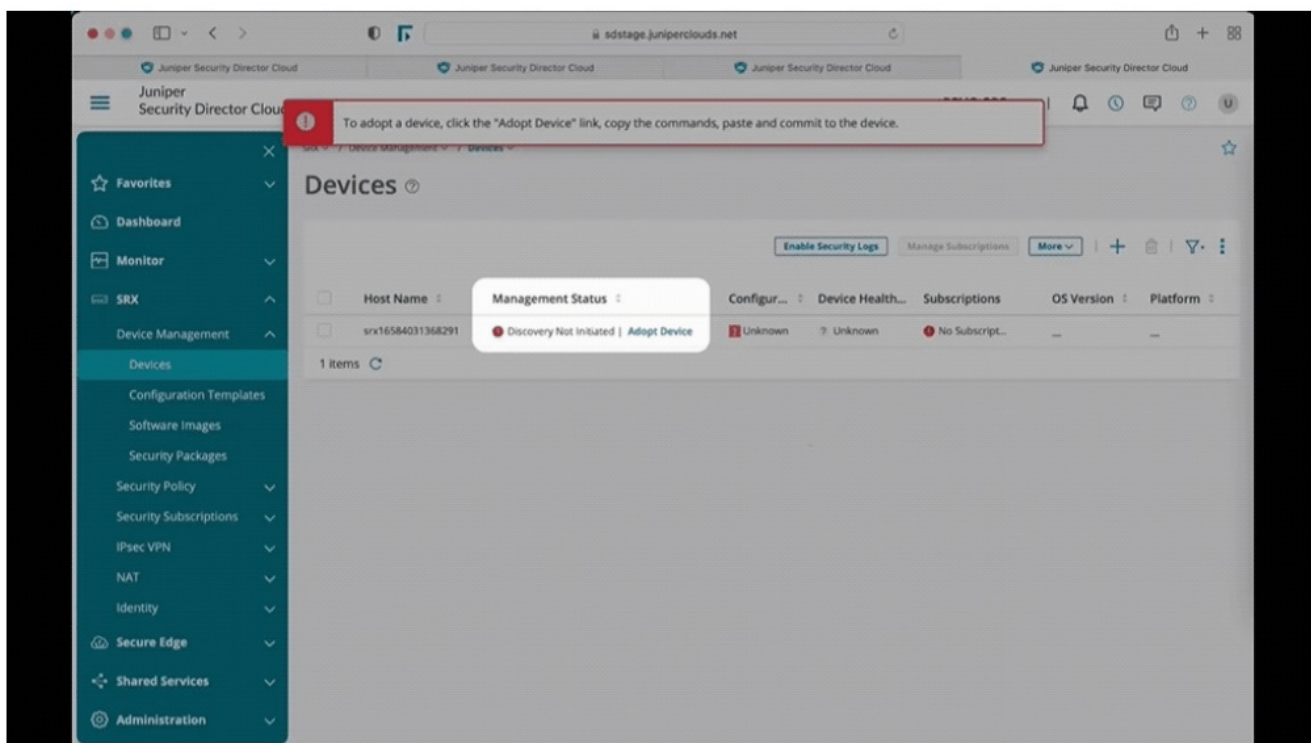 sdstage.juniperclouds.net
Juniper Security Director Cloud
Juniper Security Director Cloud
Juniper Security Director Cloud
Juniper Security Director Cloud
Juniper
Security Director Cloud
To adopt a device, click the "Adopt Device" link, copy the commands, paste and commit to the device.
U
SRX / Device Management / Devices
Favorites
Dashboard
Monitor
SRX
Device Management
Devices
Configuration Templates
Software Images
Security Packages
Security Policy
Security Subscriptions
IPsec VPN
NAT
Identity
Secure Edge
Shared Services
Administration
Devices
Enable Security Logs Manage Subscriptions More
Host Name Management Status Configur... Device Health... Subscriptions OS Version Platform
srx16584031368291 Discovery Not Initiated | Adopt Device Unknown ? Unknown No Subscript... — —
1 items